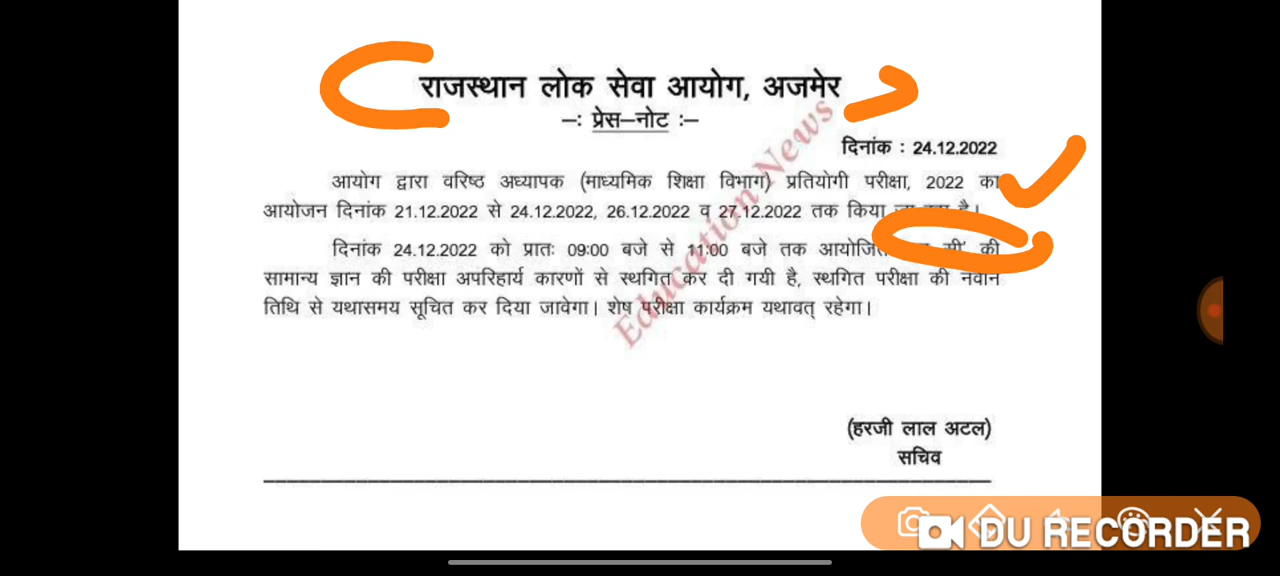 राजस्थान लोक सेवा आयोग, अजमेर
–: प्रेस–नोट :–
दिनांक : 24.12.2022
आयोग द्वारा वरिष्ठ अध्यापक (माध्यमिक शिक्षा विभाग) प्रतियोगी परीक्षा, 2022 का
आयोजन दिनांक 21.12.2022 से 24.12.2022, 26.12.2022 व 27.12.2022 तक किया है।
दिनांक 24.12.2022 को प्रातः 09:00 बजे से 11:00 बजे तक आयोजित सी' की
सामान्य ज्ञान की परीक्षा अपरिहार्य कारणों से स्थगित कर दी गयी है, स्थगित परीक्षा की नवीन
तिथि से यथासमय सूचित कर दिया जावेगा। शेष परीक्षा कार्यक्रम यथावत् रहेगा।
Education News
(हरजी लाल अटल)
सचिव
DU RECORDER